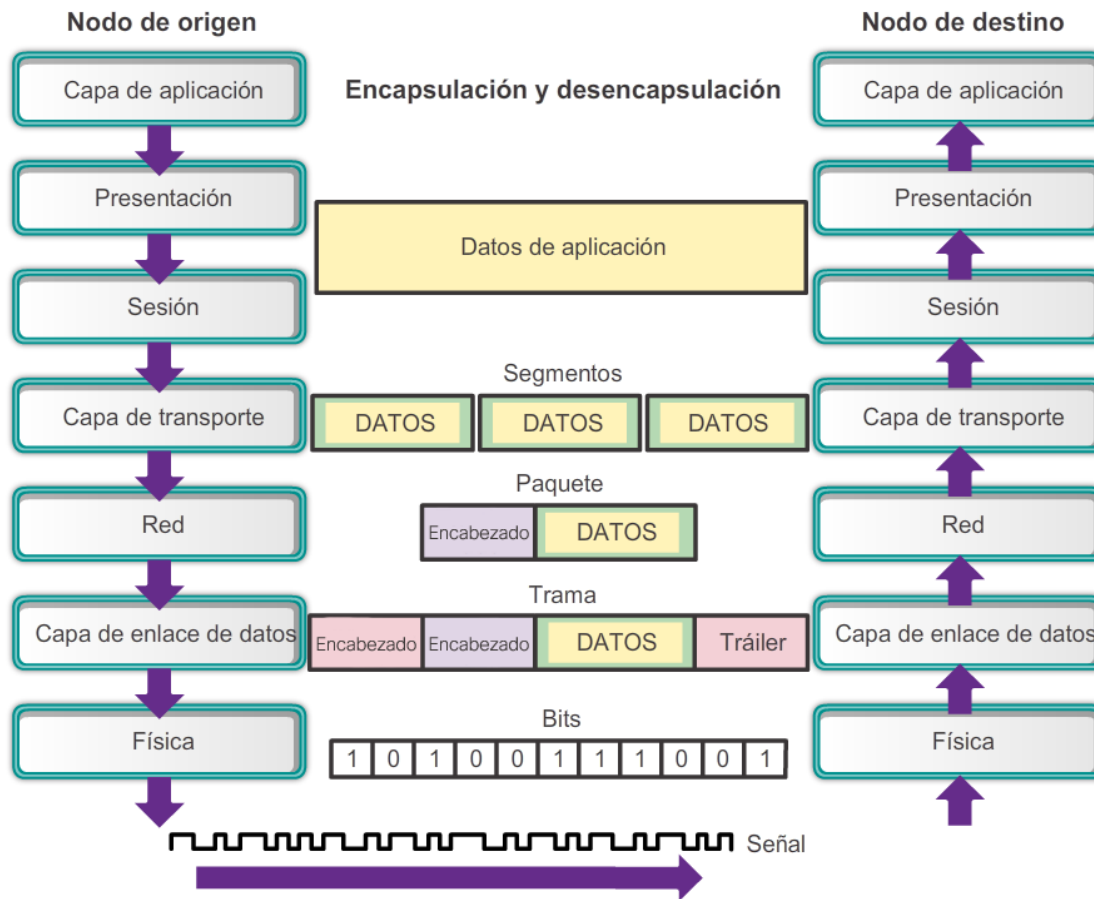 Nodo de origen
Nodo de destino
Capa de aplicación
Encapsulación y desencapsulación
Capa de aplicación
Presentación
Presentación
Datos de aplicación
Sesión
Sesión
Segmentos
Capa de transporte
DATOS
DATOS
DATOS
Capa de transporte
Paquete
Red
Encabezado
DATOS
Red
Trama
Capa de enlace de datos
Encabezado
Encabezado
DATOS
Tráiler
Capa de enlace de datos
Bits
Física
1 0 1 0 0 1 1 1 0 0 1
Física
Señal